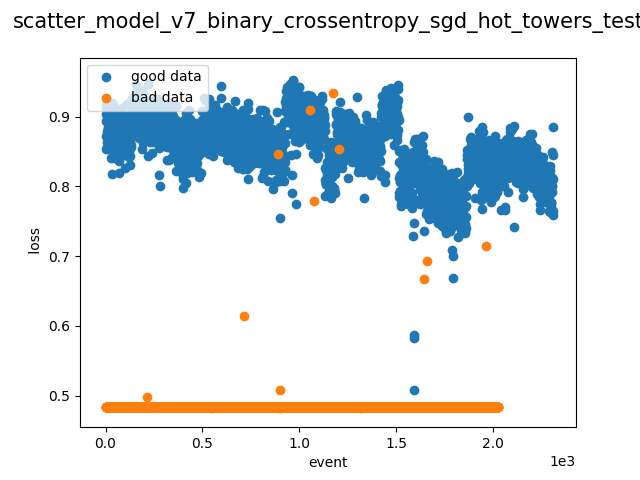 scatter_model_v7_binary_crossentropy_sgd_hot_towers_test
good data
bad data
0.9
0.8
0.7
0.6
0.5
loss
0.0 0.5 1.0 1.5 2.0
1e3
event